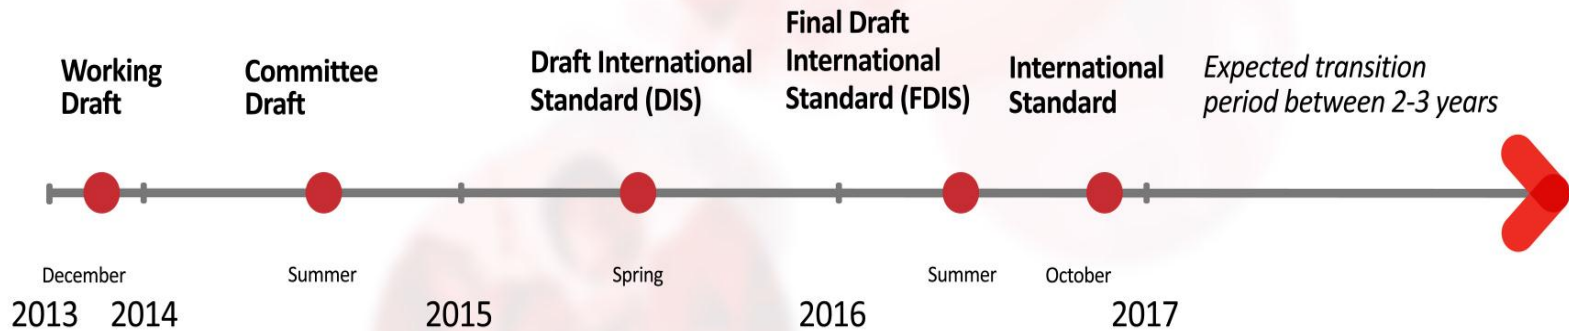 Working
Draft
Committee
Draft
Draft International
Standard (DIS)
Final Draft
International
Standard (FDIS)
International
Standard
Expected transition
period between 2-3 years
December
Summer
Spring
Summer
October
2013
2014
2015
2016
2017